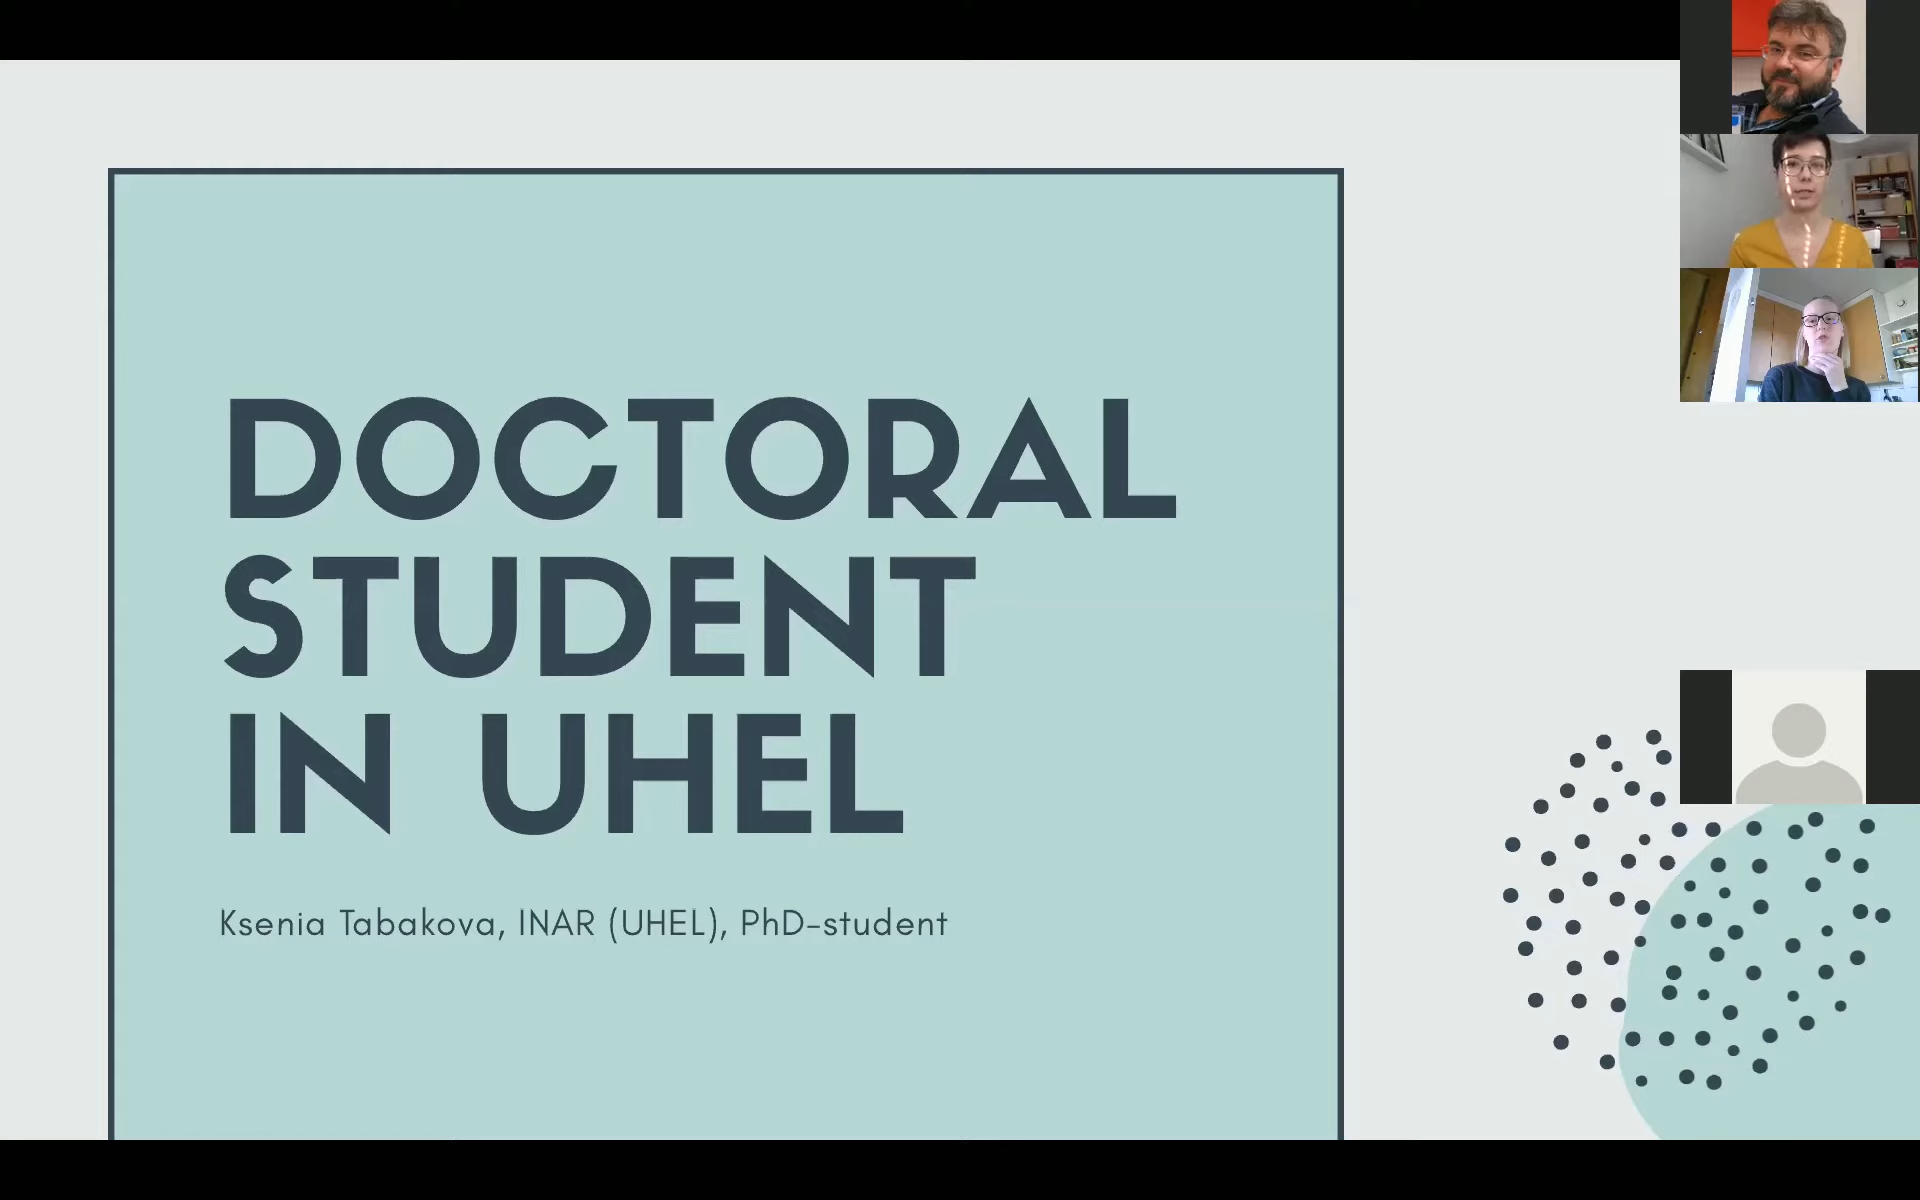 DOCTORAL
STUDENT
IN UHEL
Ksenia Tabakova, INAR (UHEL), PhD-student